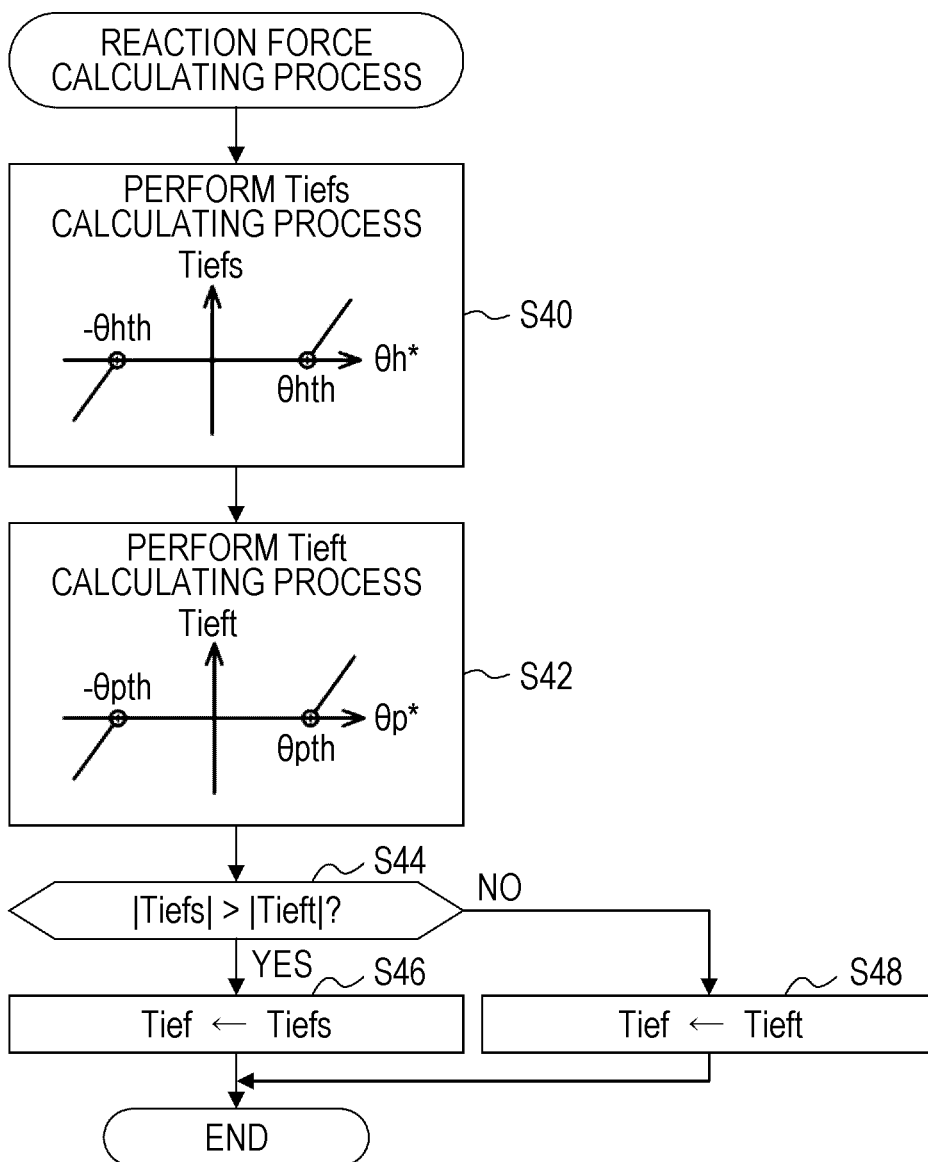 REACTION FORCE
CALCULATING PROCESS
PERFORM Tiefs
CALCULATING PROCESS
Tiefs
-θhth
θh*
θhth
S40
PERFORM Tieft
CALCULATING PROCESS
Tieft
-θpth
θp*
θpth
S42
S44
|Tiefs| > |Tieft|?
NO
YES
S46
Tief ← Tiefs
S48
Tief ← Tieft
END